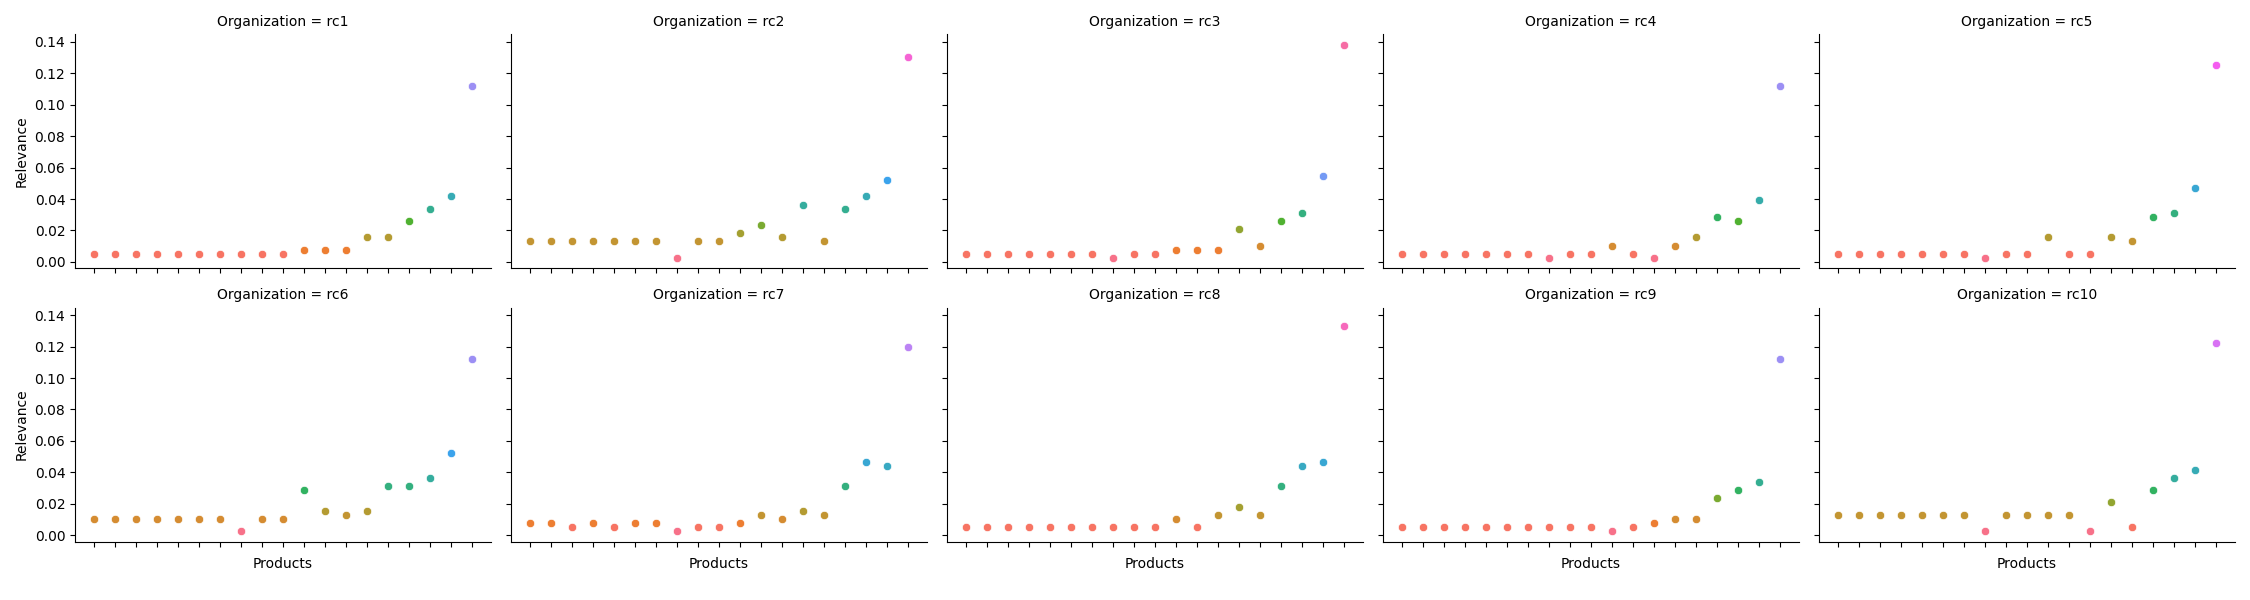 Organization = rc1
Organization = rc2
Organization = rc3
Organization = rc4
Organization = rc5
0.14
0.12
0.10
0.08
0.06
0.04
0.02
0.00
Relevance
Organization = rc6
Organization = rc7
Organization = rc8
Organization = rc9
Organization = rc10
0.14
0.12
0.10
0.08
0.06
0.04
0.02
0.00
Relevance
Products
Products
Products
Products
Products